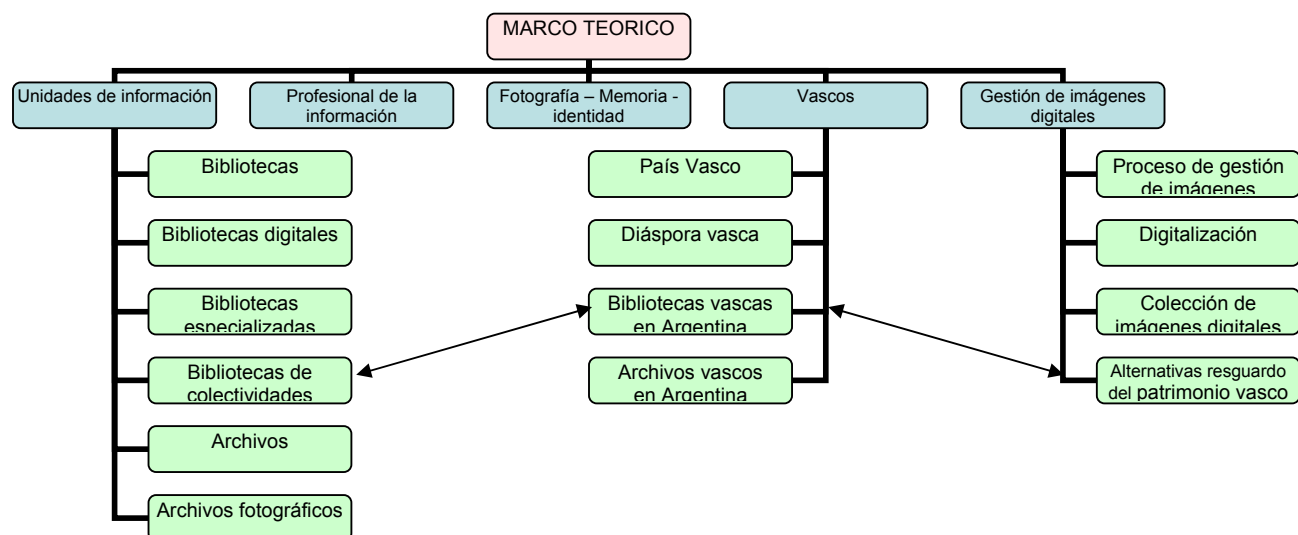 MARCO TEORICO
Unidades de información
Profesional de la
información
Fotografía – Memoria -
identidad
Vascos
Gestión de imágenes
digitales
Bibliotecas
Bibliotecas digitales
Bibliotecas
especializadas
Bibliotecas de
colectividades
Archivos
Archivos fotográficos
País Vasco
Diáspora vasca
Bibliotecas vascas
en Argentina
Archivos vascos
en Argentina
Proceso de gestión
de imágenes
Digitalización
Colección de
imágenes digitales
Alternativas resguardo
del patrimonio vasco